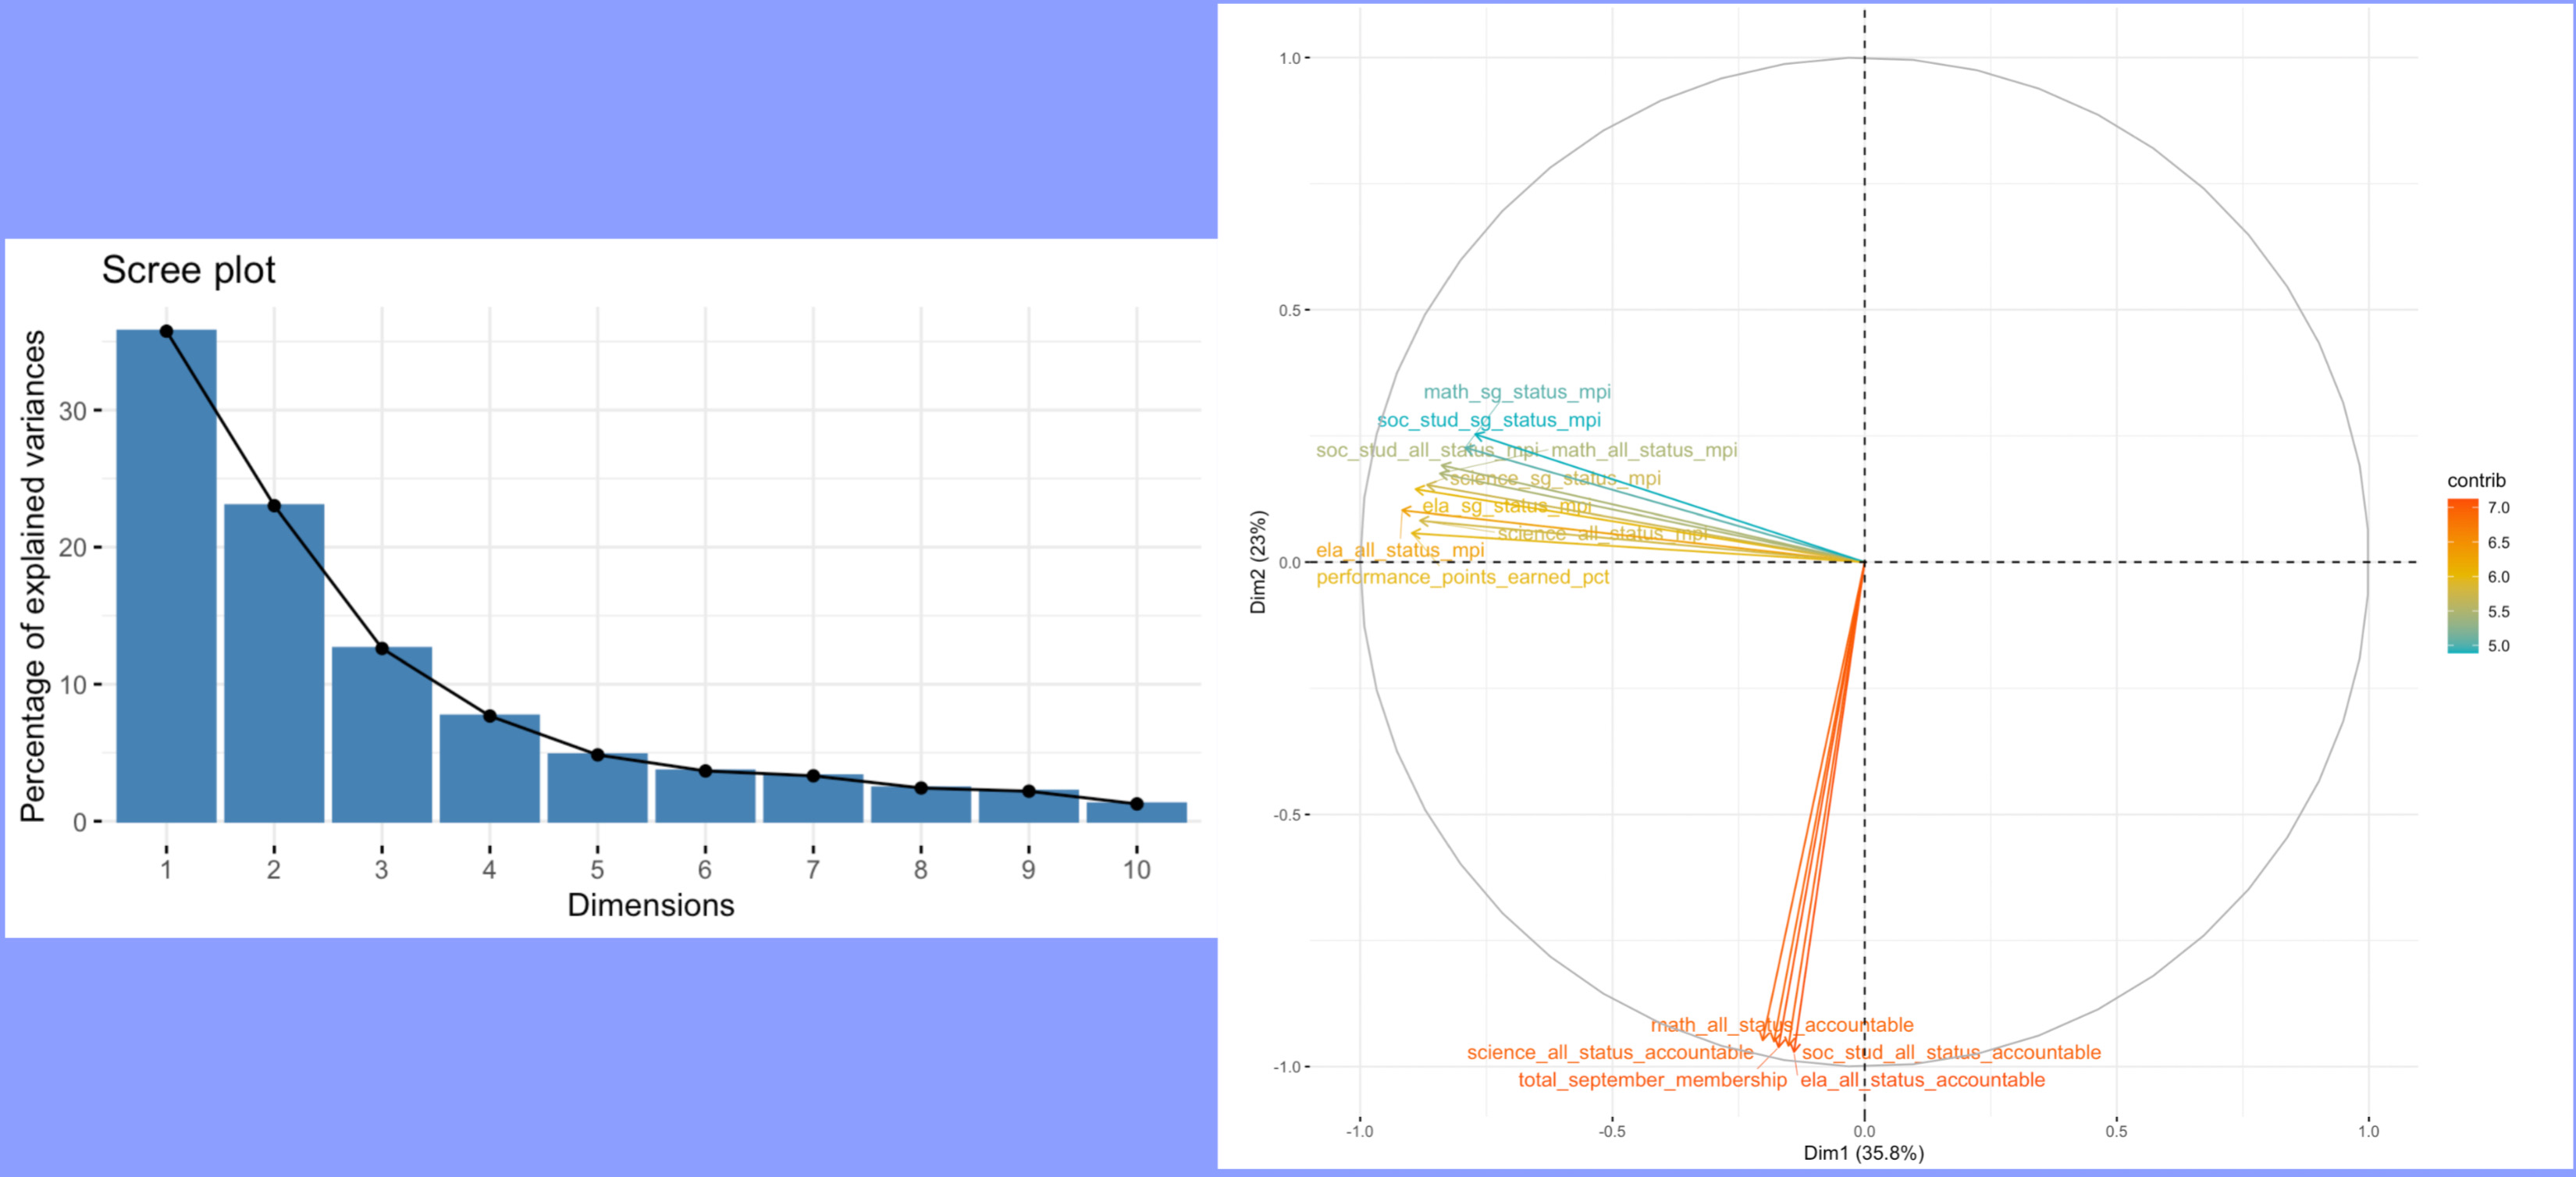 Scree plot
Percentage of explained variances
30
20
10
0
1 2 3 4 5 6 7 8 9 10
Dimensions
1.0
0.5
0.0
-0.5
-1.0
Dim2 (23%)
math_sg_status_mpi
soc_stud_sg_status_mpi
soc_stud_all_status_mpi math_all_status_mpi
science_sg_status_mpi
ela_sg_status_mpi
science_all_status_mpi
ela_all_status_mpi
performance_points_earned_pct
math_all_status_accountable
science_all_status_accountable soc_stud_all_status_accountable
total_september_membership ela_all_status_accountable
-1.0 -0.5 0.0 0.5 1.0
Dim1 (35.8%)
contrib
7.0
6.5
6.0
5.5
5.0